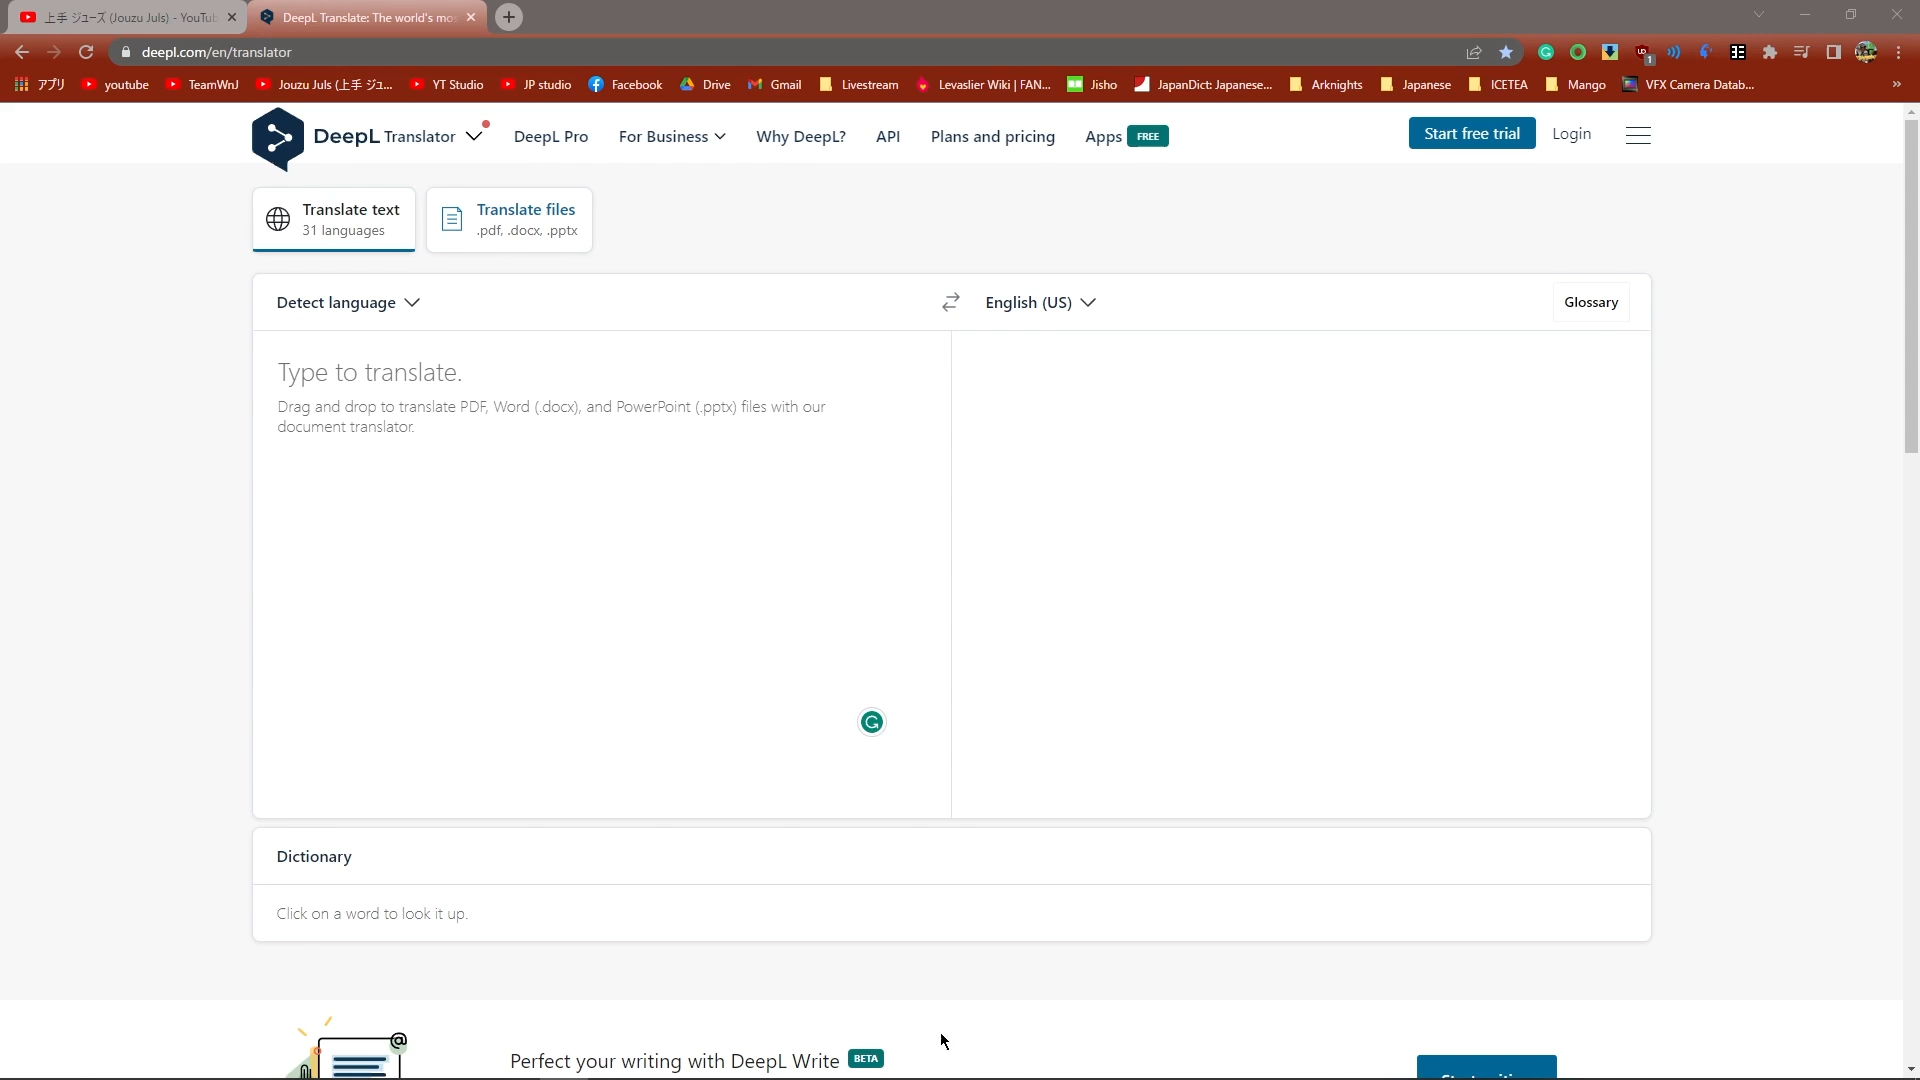 上手 ジューズ (Jouzu Juls) - YouTub
DeepL Translate: The world's mos
deepl.com/en/translator
1
アプリ youtube TeamWnJ Jouzu Juls (上手 ジュ... YT Studio JP studio Facebook Drive Gmail Livestream Levaslier Wiki | FAN... Jisho JapanDict: Japanese... Arknights Japanese ICETEA Mango VFX Camera Datab... »
DeepL Translator DeepL Pro For Business Why DeepL? API Plans and pricing Apps FREE Start free trial Login
Translate text
31 languages
Translate files
.pdf, .docx, .pptx
Detect language English (US) Glossary
Type to translate.
Drag and drop to translate PDF, Word (.docx), and PowerPoint (.pptx) files with our
document translator.
Dictionary
Click on a word to look it up.
@
Perfect your writing with DeepL Write BETA